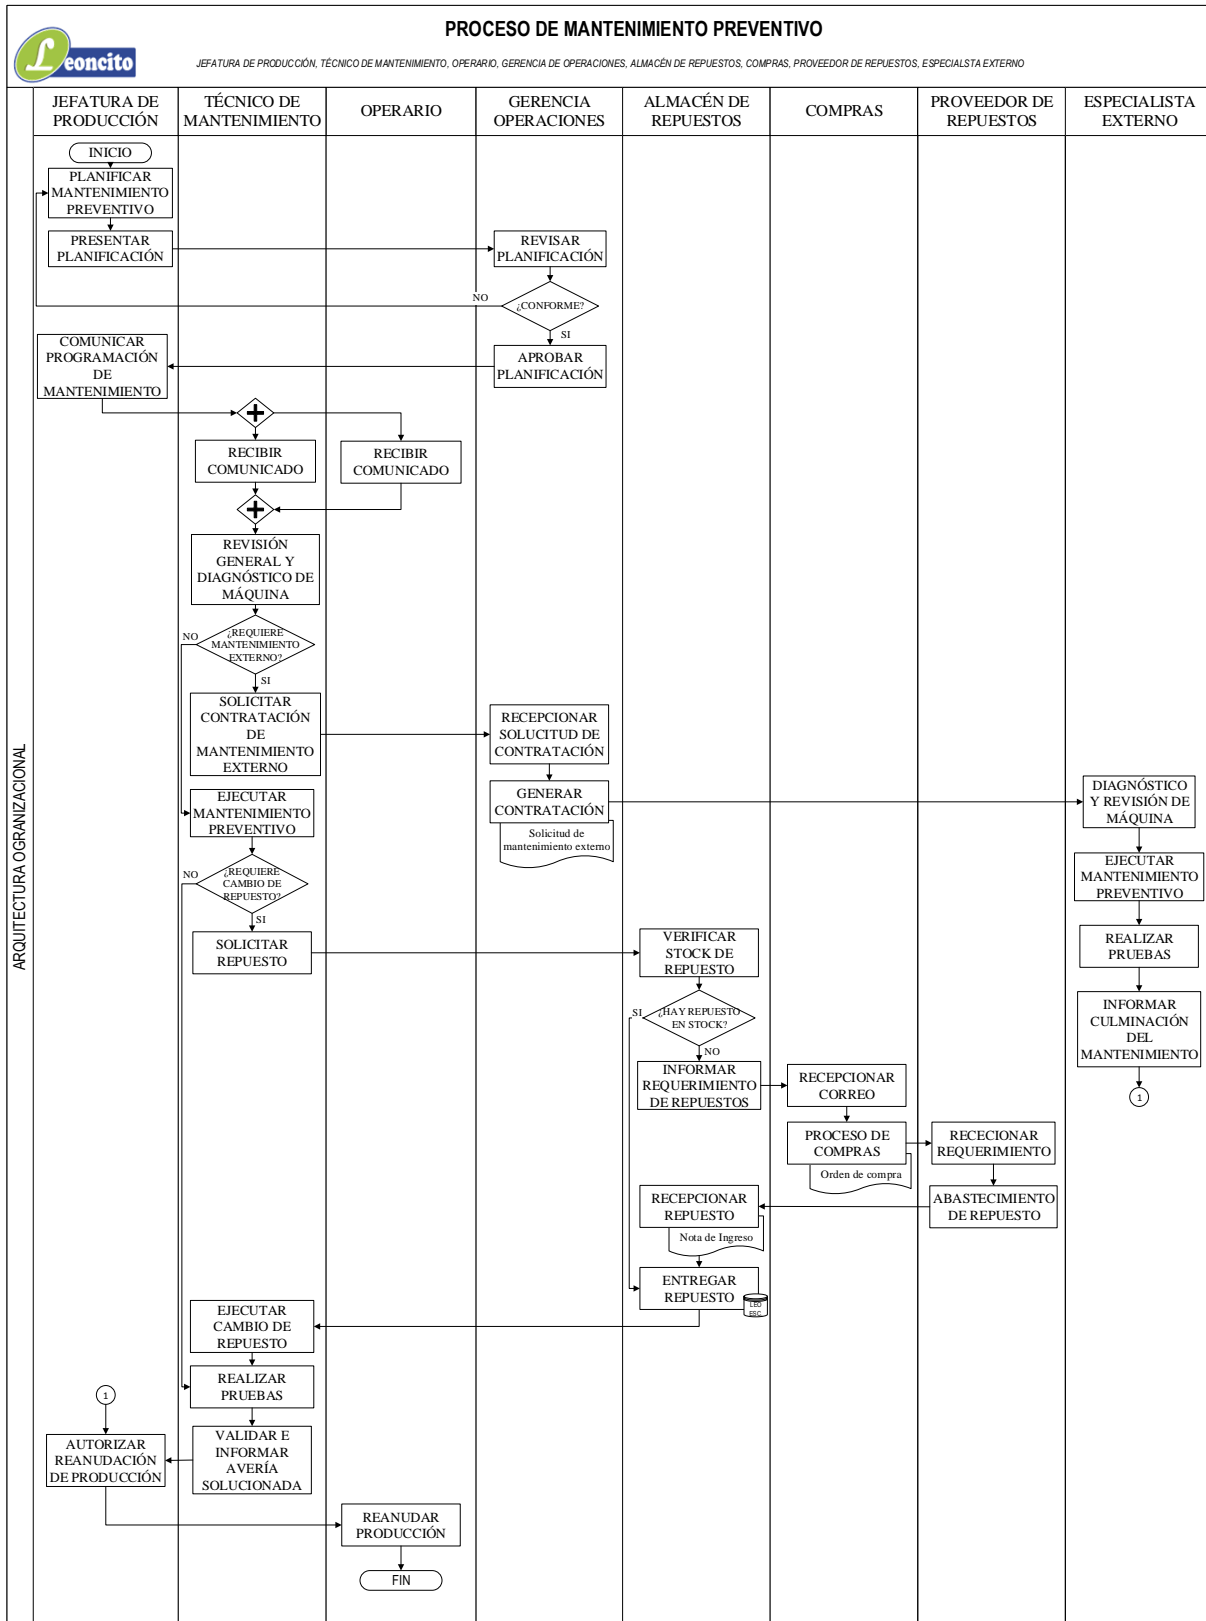 PROCESO DE MANTENIMIENTO PREVENTIVO
Leoncito
JEFATURA DE PRODUCCIÓN, TÉCNICO DE MANTENIMIENTO, OPERARIO, GERENCIA DE OPERACIONES, ALMACÉN DE REPUESTOS, COMPRAS, PROVEEDOR DE REPUESTOS, ESPECIALSTA EXTERNO
ARQUITECTURA OGRANIZACIONAL
JEFATURA DE
PRODUCCIÓN
TÉCNICO DE
MANTENIMIENTO
OPERARIO
GERENCIA
OPERACIONES
ALMACÉN DE
REPUESTOS
COMPRAS
PROVEEDOR DE
REPUESTOS
ESPECIALISTA
EXTERNO
INICIO
PLANIFICAR
MANTENIMIENTO
PREVENTIVO
PRESENTAR
PLANIFICACIÓN
REVISAR
PLANIFICACIÓN
¿CONFORME?
NO
SI
APROBAR
PLANIFICACIÓN
COMUNICAR
PROGRAMACIÓN
DE
MANTENIMIENTO
RECIBIR
COMUNICADO
RECIBIR
COMUNICADO
REVISIÓN
GENERAL Y
DIAGNÓSTICO DE
MÁQUINA
¿REQUIERE
MANTENIMIENTO
EXTERNO?
NO
SI
SOLICITAR
CONTRATACIÓN
DE
MANTENIMIENTO
EXTERNO
RECEPCIONAR
SOLUCITUD DE
CONTRATACIÓN
GENERAR
CONTRATACIÓN
Solicitud de
mantenimiento externo
DIAGNÓSTICO
Y REVISIÓN DE
MÁQUINA
EJECUTAR
MANTENIMIENTO
PREVENTIVO
REALIZAR
PRUEBAS
INFORMAR
CULMINACIÓN
DEL
MANTENIMIENTO
1
EJECUTAR
MANTENIMIENTO
PREVENTIVO
¿REQUIERE
CAMBIO DE
REPUESTO?
NO
SI
SOLICITAR
REPUESTO
VERIFICAR
STOCK DE
REPUESTO
¿HAY REPUESTO
EN STOCK?
SI
NO
INFORMAR
REQUERIMIENTO
DE REPUESTOS
RECEPCIONAR
CORREO
PROCESO DE
COMPRAS
Orden de compra
RECECIONAR
REQUERIMIENTO
ABASTECIMIENTO
DE REPUESTO
RECEPCIONAR
REPUESTO
Nota de Ingreso
ENTREGAR
REPUESTO
LEO
ESC
EJECUTAR
CAMBIO DE
REPUESTO
REALIZAR
PRUEBAS
VALIDAR E
INFORMAR
AVERÍA
SOLUCIONADA
1
AUTORIZAR
REANUDACIÓN
DE PRODUCCIÓN
REANUDAR
PRODUCCIÓN
FIN